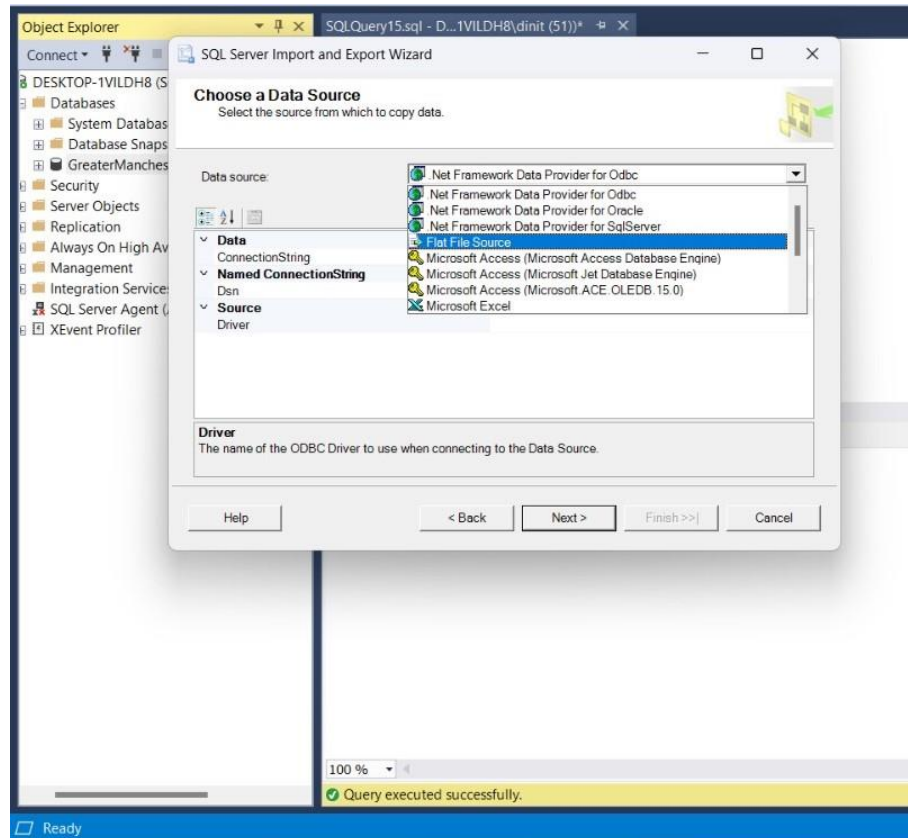 Object Explorer
SQLQuery15.sql - D...1VILDH8\dinit (51))*
Connect
SQL Server Import and Export Wizard
DESKTOP-1VILDH8 (S
Databases
System Databas
Database Snaps
GreaterManches
Security
Server Objects
Replication
Always On High Av
Management
Integration Service
SQL Server Agent (
XEvent Profiler
Choose a Data Source
Select the source from which to copy data.
Data source:
.Net Framework Data Provider for Odbc
.Net Framework Data Provider for Odbc
.Net Framework Data Provider for Oracle
.Net Framework Data Provider for SqlServer
Flat File Source
Microsoft Access (Microsoft Access Database Engine)
Microsoft Access (Microsoft Jet Database Engine)
Microsoft Access (Microsoft.ACE.OLEDB.15.0)
Microsoft Excel
Data
ConnectionString
Named ConnectionString
Dsn
Source
Driver
Driver
The name of the ODBC Driver to use when connecting to the Data Source.
Help
< Back
Next >
Finish >>|
Cancel
100 %
Query executed successfully.
Ready